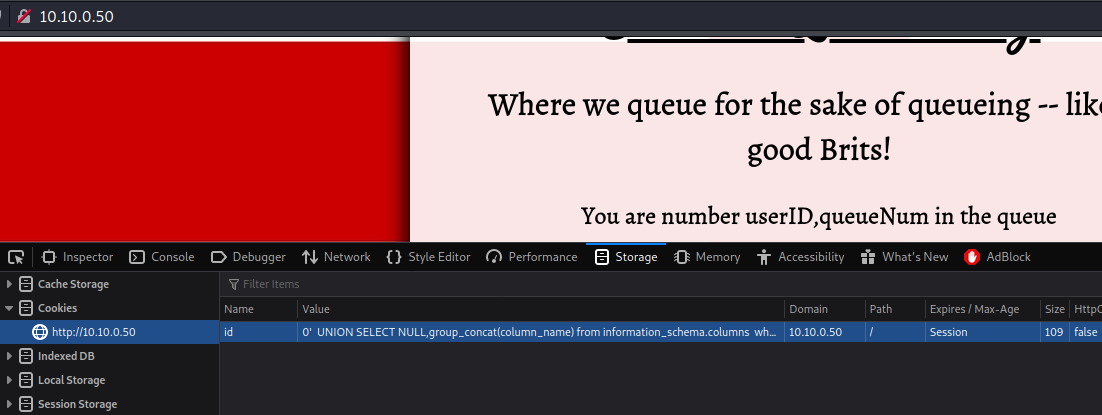 10.10.0.50
Where we queue for the sake of queueing -- like
good Brits!
You are number userID,queueNum in the queue
Inspector Console Debugger Network Style Editor Performance Storage Memory Accessibility What's New AdBlock
Cache Storage
Filter Items
Cookies
Name Value Domain Path Expires / Max-Age Size HttpO
http://10.10.0.50
id 0' UNION SELECT NULL,group_concat(column_name) from information_schema.columns wh... 10.10.0.50 / Session 109 false
Indexed DB
Local Storage
Session Storage